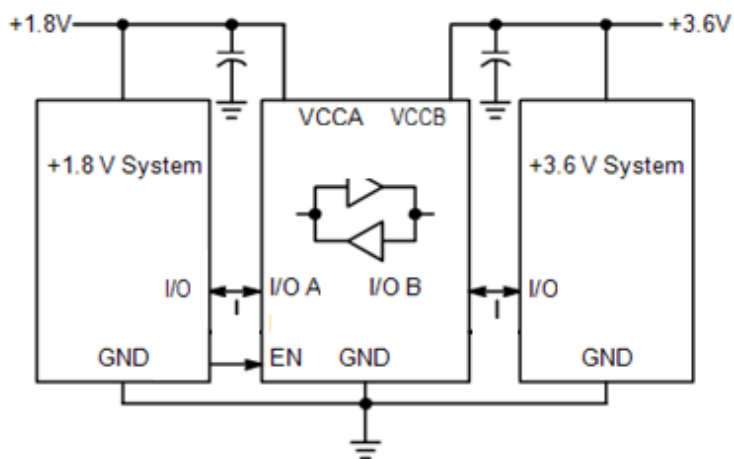 +1.8V
+3.6V
VCCA VCCB
+1.8 V System
+3.6 V System
I/O
I/O A
I/O B
I/O
GND
EN
GND
GND